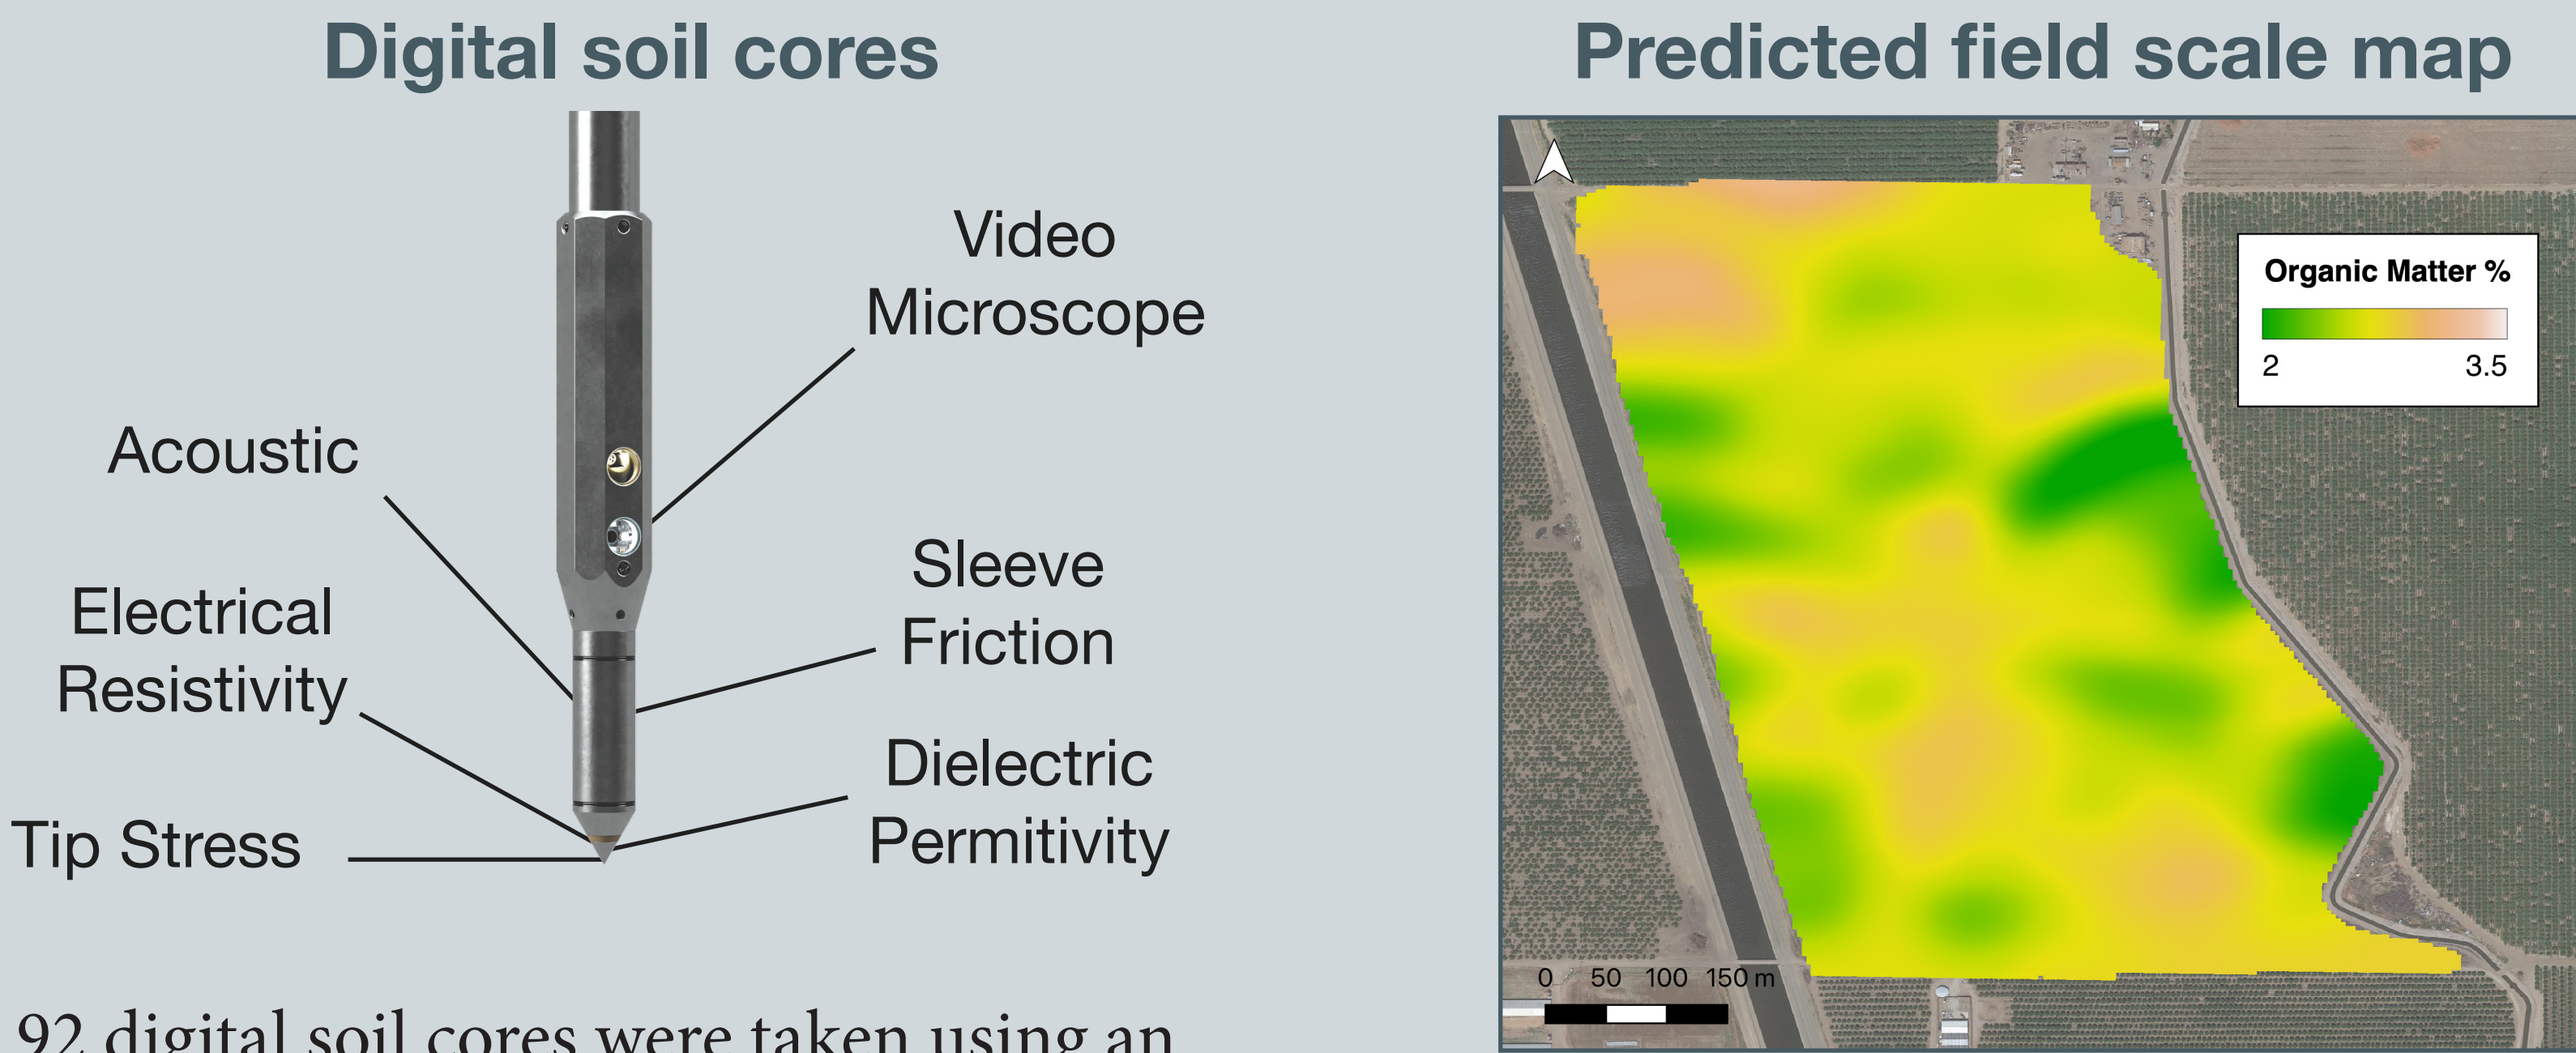 Digital soil cores
Video
Microscope
Acoustic
Sleeve
Friction
Electrical
Resistivity
Dielectric
Permitivity
Tip Stress
92 digital soil cores were taken using an
Predicted field scale map
Organic Matter %
2 3.5
0 50 100 150 m